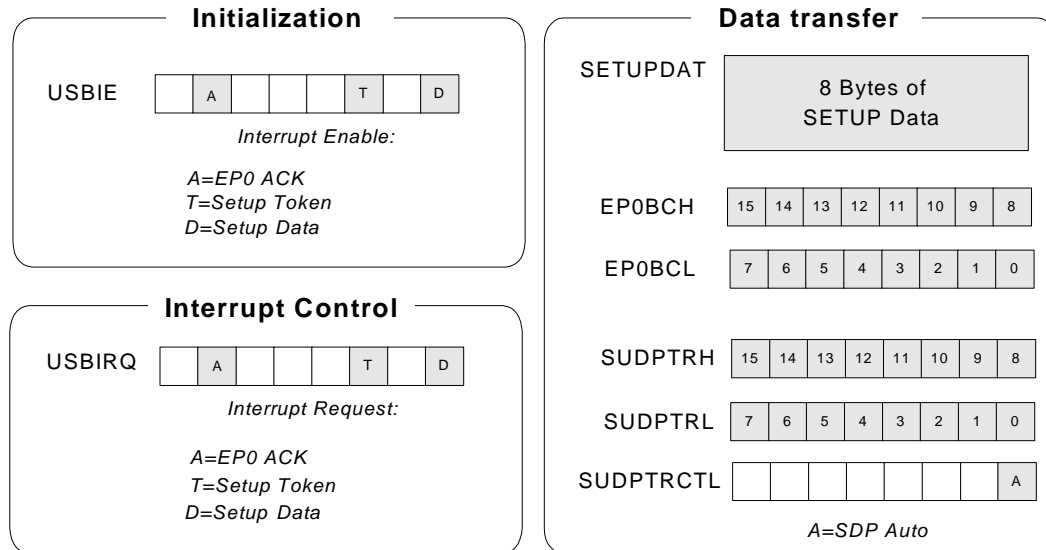 Initialization
USBIE
A T D
Interrupt Enable:
A=EP0 ACK
T=Setup Token
D=Setup Data
Interrupt Control
USBIRQ
A T D
Interrupt Request:
A=EP0 ACK
T=Setup Token
D=Setup Data
Data transfer
SETUPDAT
8 Bytes of
SETUP Data
EP0BCH
15 14 13 12 11 10 9 8
EP0BCL
7 6 5 4 3 2 1 0
SUDPTRH
15 14 13 12 11 10 9 8
SUDPTRL
7 6 5 4 3 2 1 0
SUDPTRCTL
A
A=SDP Auto